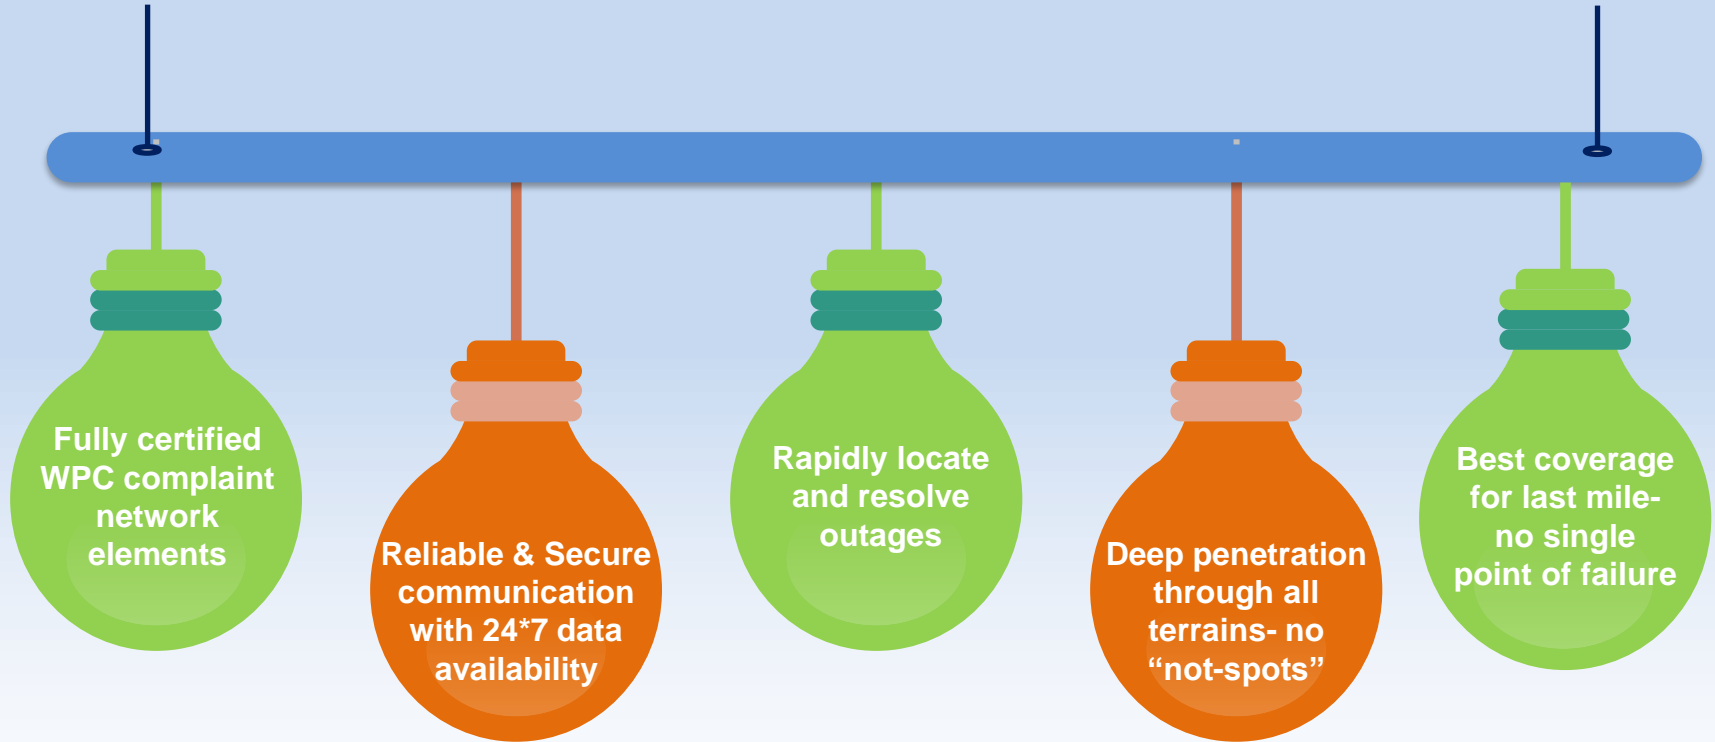 Fully certified
WPC complaint
network
elements
Reliable & Secure
communication
with 24*7 data
availability
Rapidly locate
and resolve
outages
Deep penetration
through all
terrains- no
“not-spots”
Best coverage
for last mile-
no single
point of failure